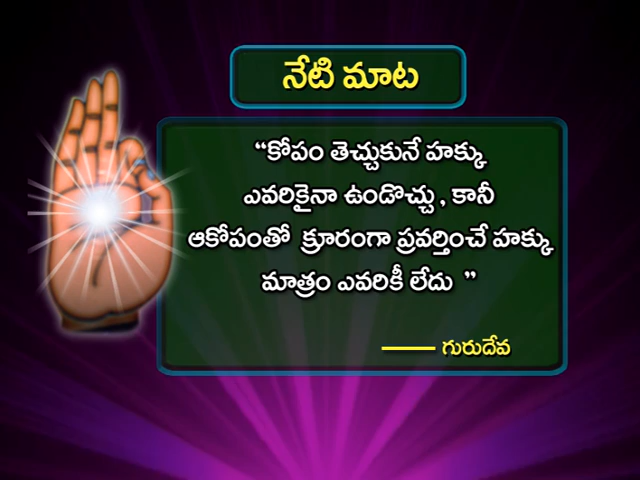 నేటి మాట
“కోపం తెచ్చుకునే హక్కు
ఎవరికైనా ఉండొచ్చు, కానీ
ఆకోపంతో క్రూరంగా ప్రవర్తించే హక్కు
మాత్రం ఎవరికీ లేదు ”
—— గురుదేవ